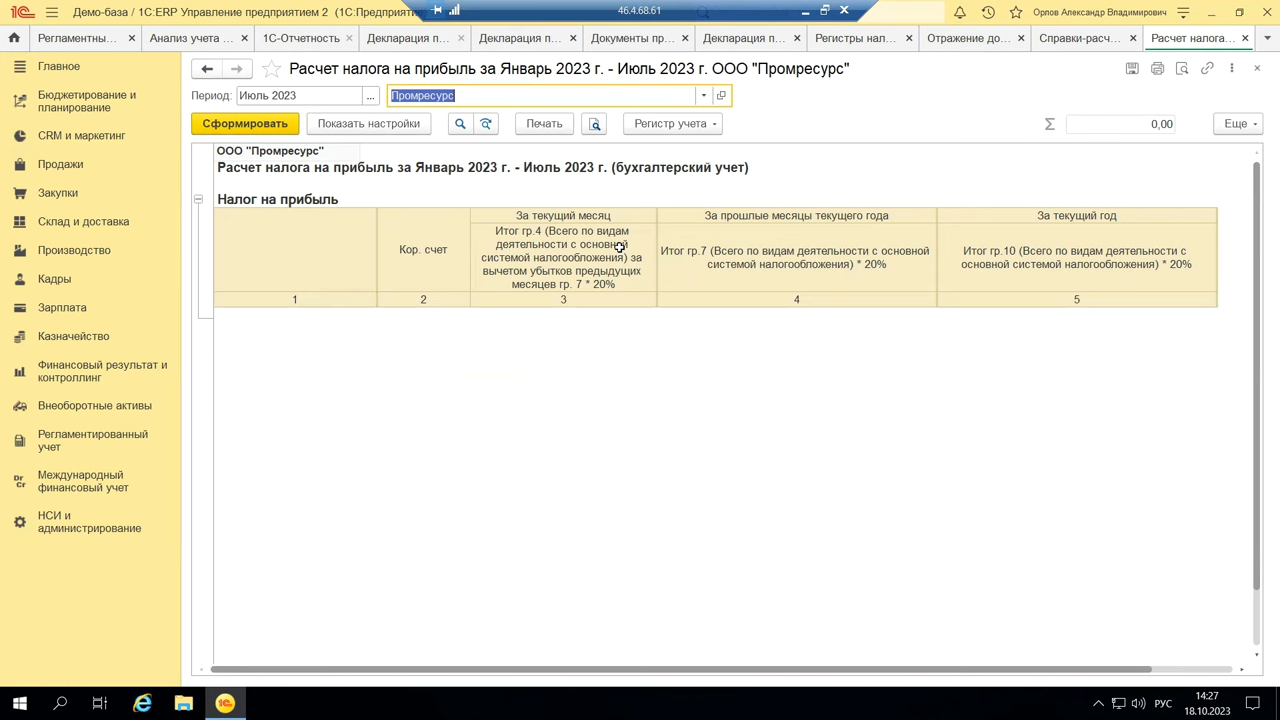 Демо-база / 1С:ERP Управление предприятием 2 (1С:Предприятие
46.4.68.61
Орлов Александр Владимирович
Регламентны...
Анализ учета ...
1С-Отчетность
Декларация п...
Декларация п...
Документы пр...
Декларация п...
Регистры нал...
Отражение до...
Справки-расч...
Расчет налога...
Главное
Бюджетирование и
планирование
CRM и маркетинг
Продажи
Закупки
Склад и доставка
Производство
Кадры
Зарплата
Казначейство
Финансовый результат и
контроллинг
Внеоборотные активы
Регламентированный
учет
Международный
финансовый учет
НСИ и
администрирование
Расчет налога на прибыль за Январь 2023 г. - Июль 2023 г. ООО "Промресурс"
Период: Июль 2023 ... Промресурс
Сформировать Показать настройки Печать Регистр учета Σ 0,00 Еще
ООО "Промресурс"
Расчет налога на прибыль за Январь 2023 г. - Июль 2023 г. (бухгалтерский учет)
Налог на прибыль
Кор. счет
За текущий месяц
За прошлые месяцы текущего года
За текущий год
Итог гр.4 (Всего по видам
деятельности с основной
системой налогообложения) за
вычетом убытков предыдущих
месяцев гр. 7 * 20%
Итог гр.7 (Всего по видам деятельности с основной
системой налогообложения) * 20%
Итог гр.10 (Всего по видам деятельности с
основной системой налогообложения) * 20%
1 2 3 4 5
РУС
14:27
18.10.2023